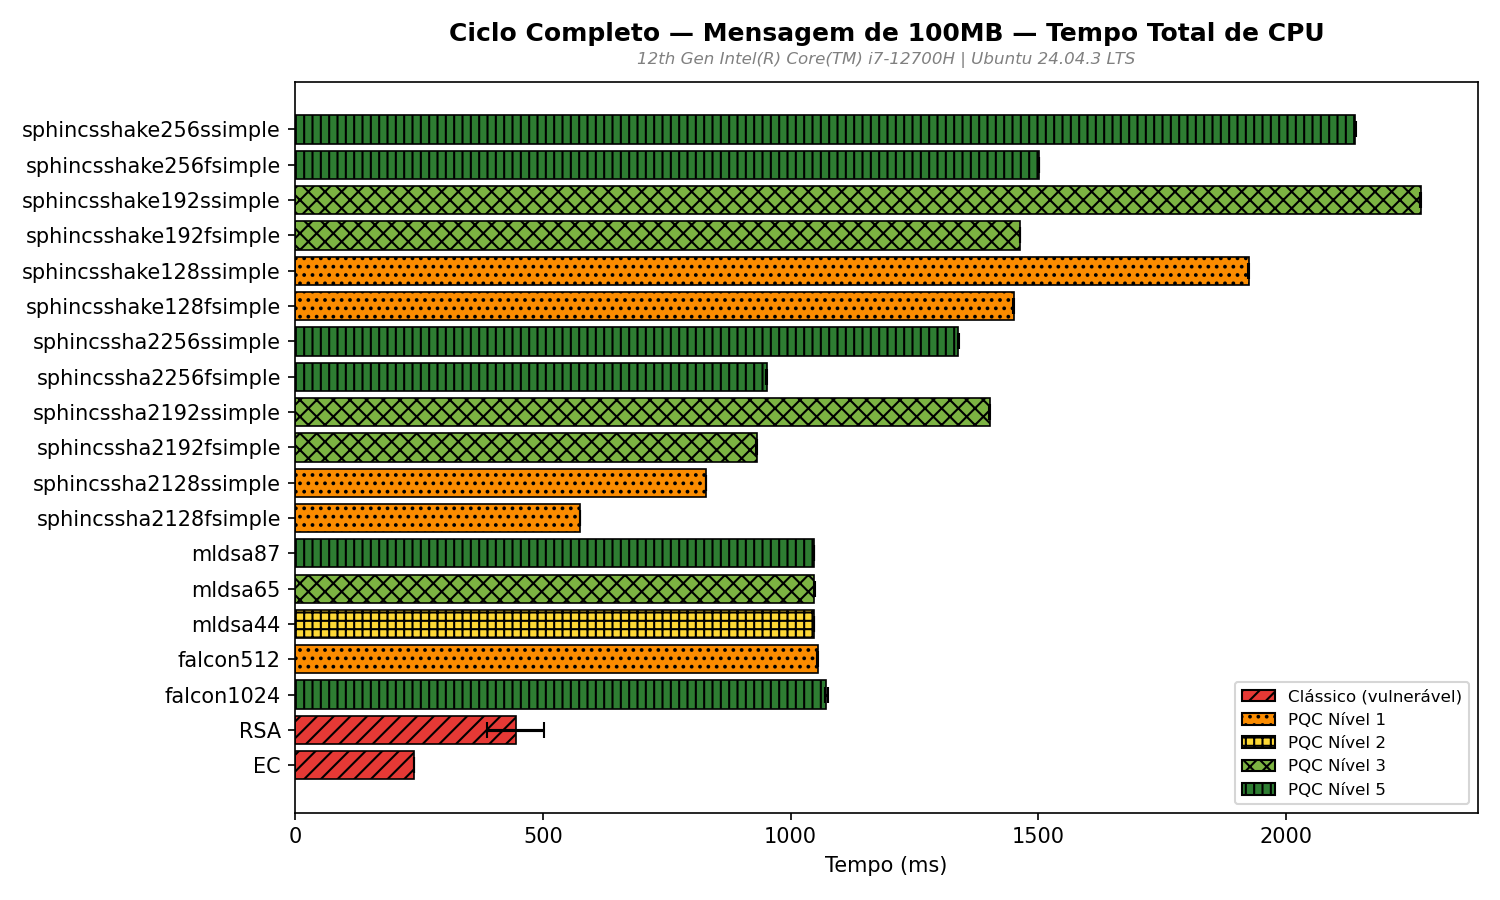 Ciclo Completo — Mensagem de 100MB — Tempo Total de CPU
12th Gen Intel(R) Core(TM) i7-12700H | Ubuntu 24.04.3 LTS
sphincsshake256ssimple
sphincsshake256fsimple
sphincsshake192ssimple
sphincsshake192fsimple
sphincsshake128ssimple
sphincsshake128fsimple
sphincssha2256ssimple
sphincssha2256fsimple
sphincssha2192ssimple
sphincssha2192fsimple
sphincssha2128ssimple
sphincssha2128fsimple
mldsa87
mldsa65
mldsa44
falcon512
falcon1024
RSA
EC
Clássico (vulnerável)
PQC Nível 1
PQC Nível 2
PQC Nível 3
PQC Nível 5
0 500 1000 1500 2000
Tempo (ms)